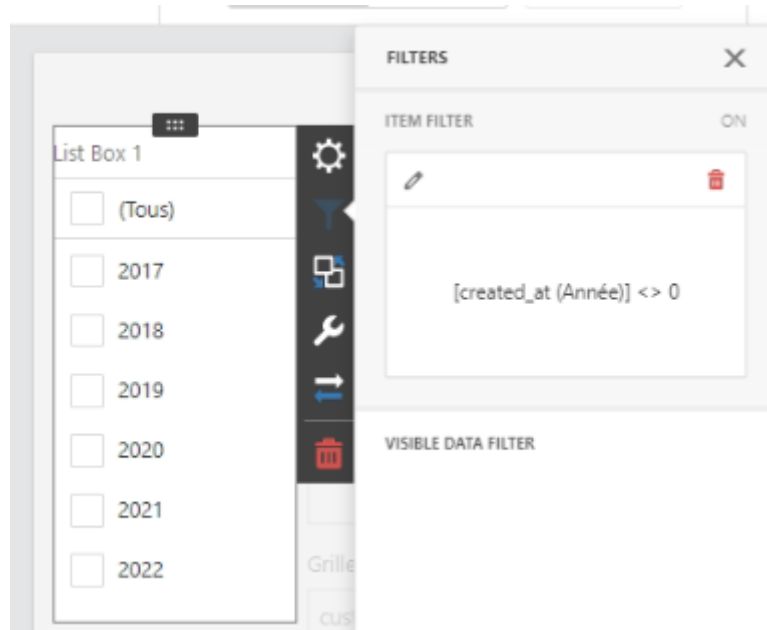 FILTERS
List Box 1
(Tous)
2017
2018
2019
2020
2021
2022
ITEM FILTER
ON
[created_at (Année)] <> 0
VISIBLE DATA FILTER
Grille
cust